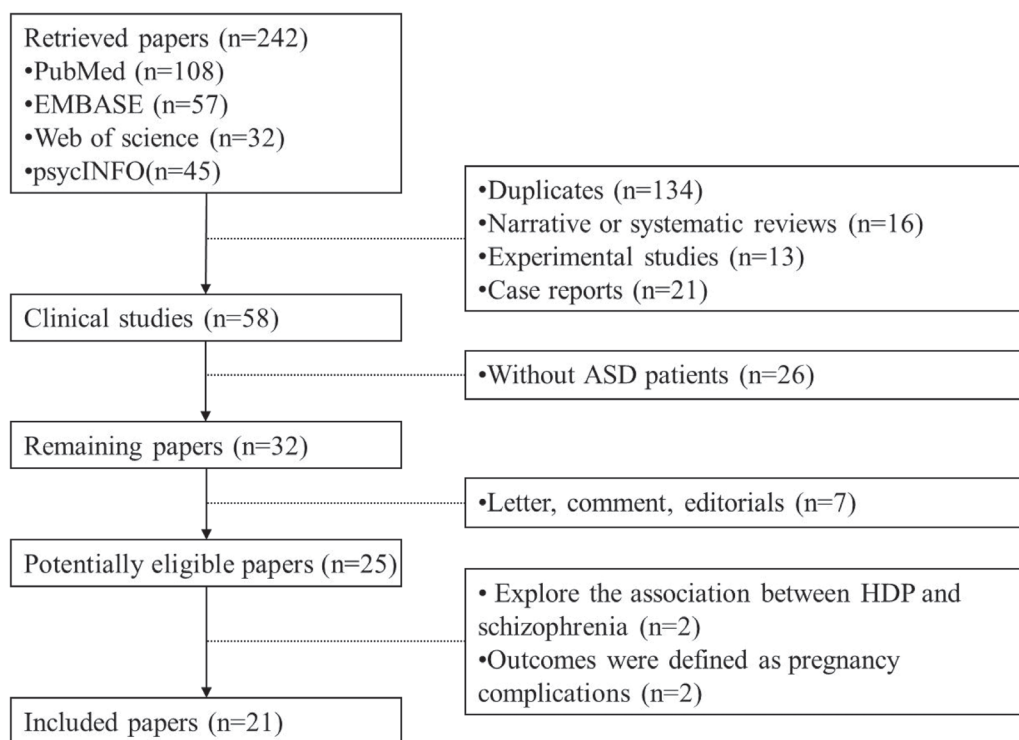 Retrieved papers (n=242)
•PubMed (n=108)
•EMBASE (n=57)
•Web of science (n=32)
•psycINFO(n=45)
•Duplicates (n=134)
•Narrative or systematic reviews (n=16)
•Experimental studies (n=13)
•Case reports (n=21)
Clinical studies (n=58)
•Without ASD patients (n=26)
Remaining papers (n=32)
•Letter, comment, editorials (n=7)
Potentially eligible papers (n=25)
• Explore the association between HDP and
schizophrenia (n=2)
•Outcomes were defined as pregnancy
complications (n=2)
Included papers (n=21)